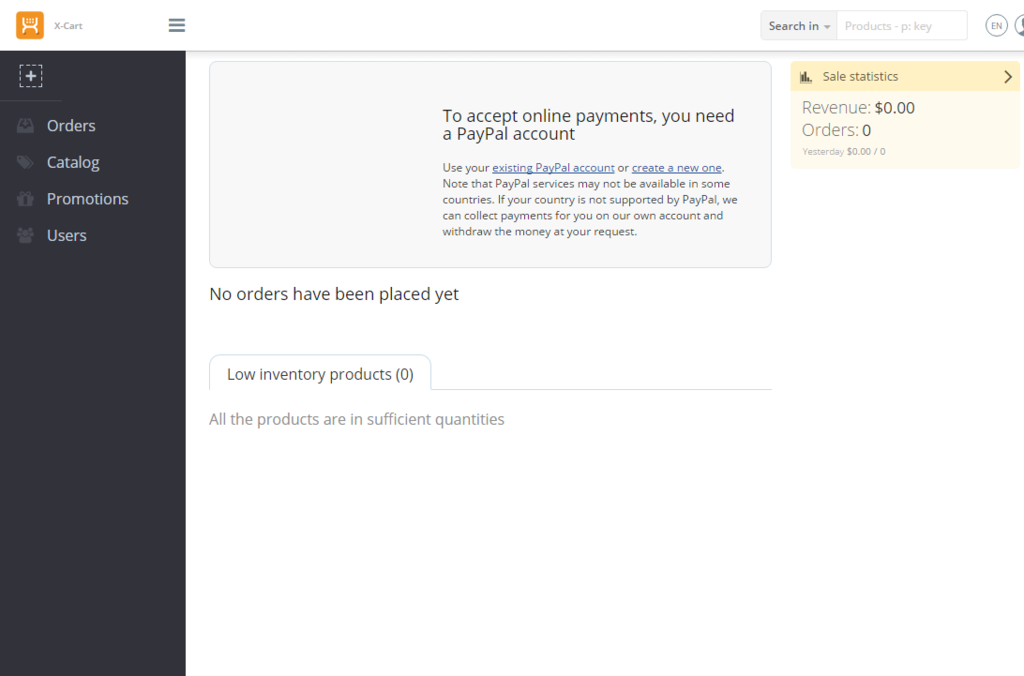 X-Cart
Search in
Products - p: key
EN
Orders
Catalog
Promotions
Users
To accept online payments, you need
a PayPal account
Use your existing PayPal account or create a new one.
Note that PayPal services may not be available in some
countries. If your country is not supported by PayPal, we
can collect payments for you on our own account and
withdraw the money at your request.
No orders have been placed yet
Low inventory products (0)
All the products are in sufficient quantities
Sale statistics
Revenue: $0.00
Orders: 0
Yesterday $0.00 / 0